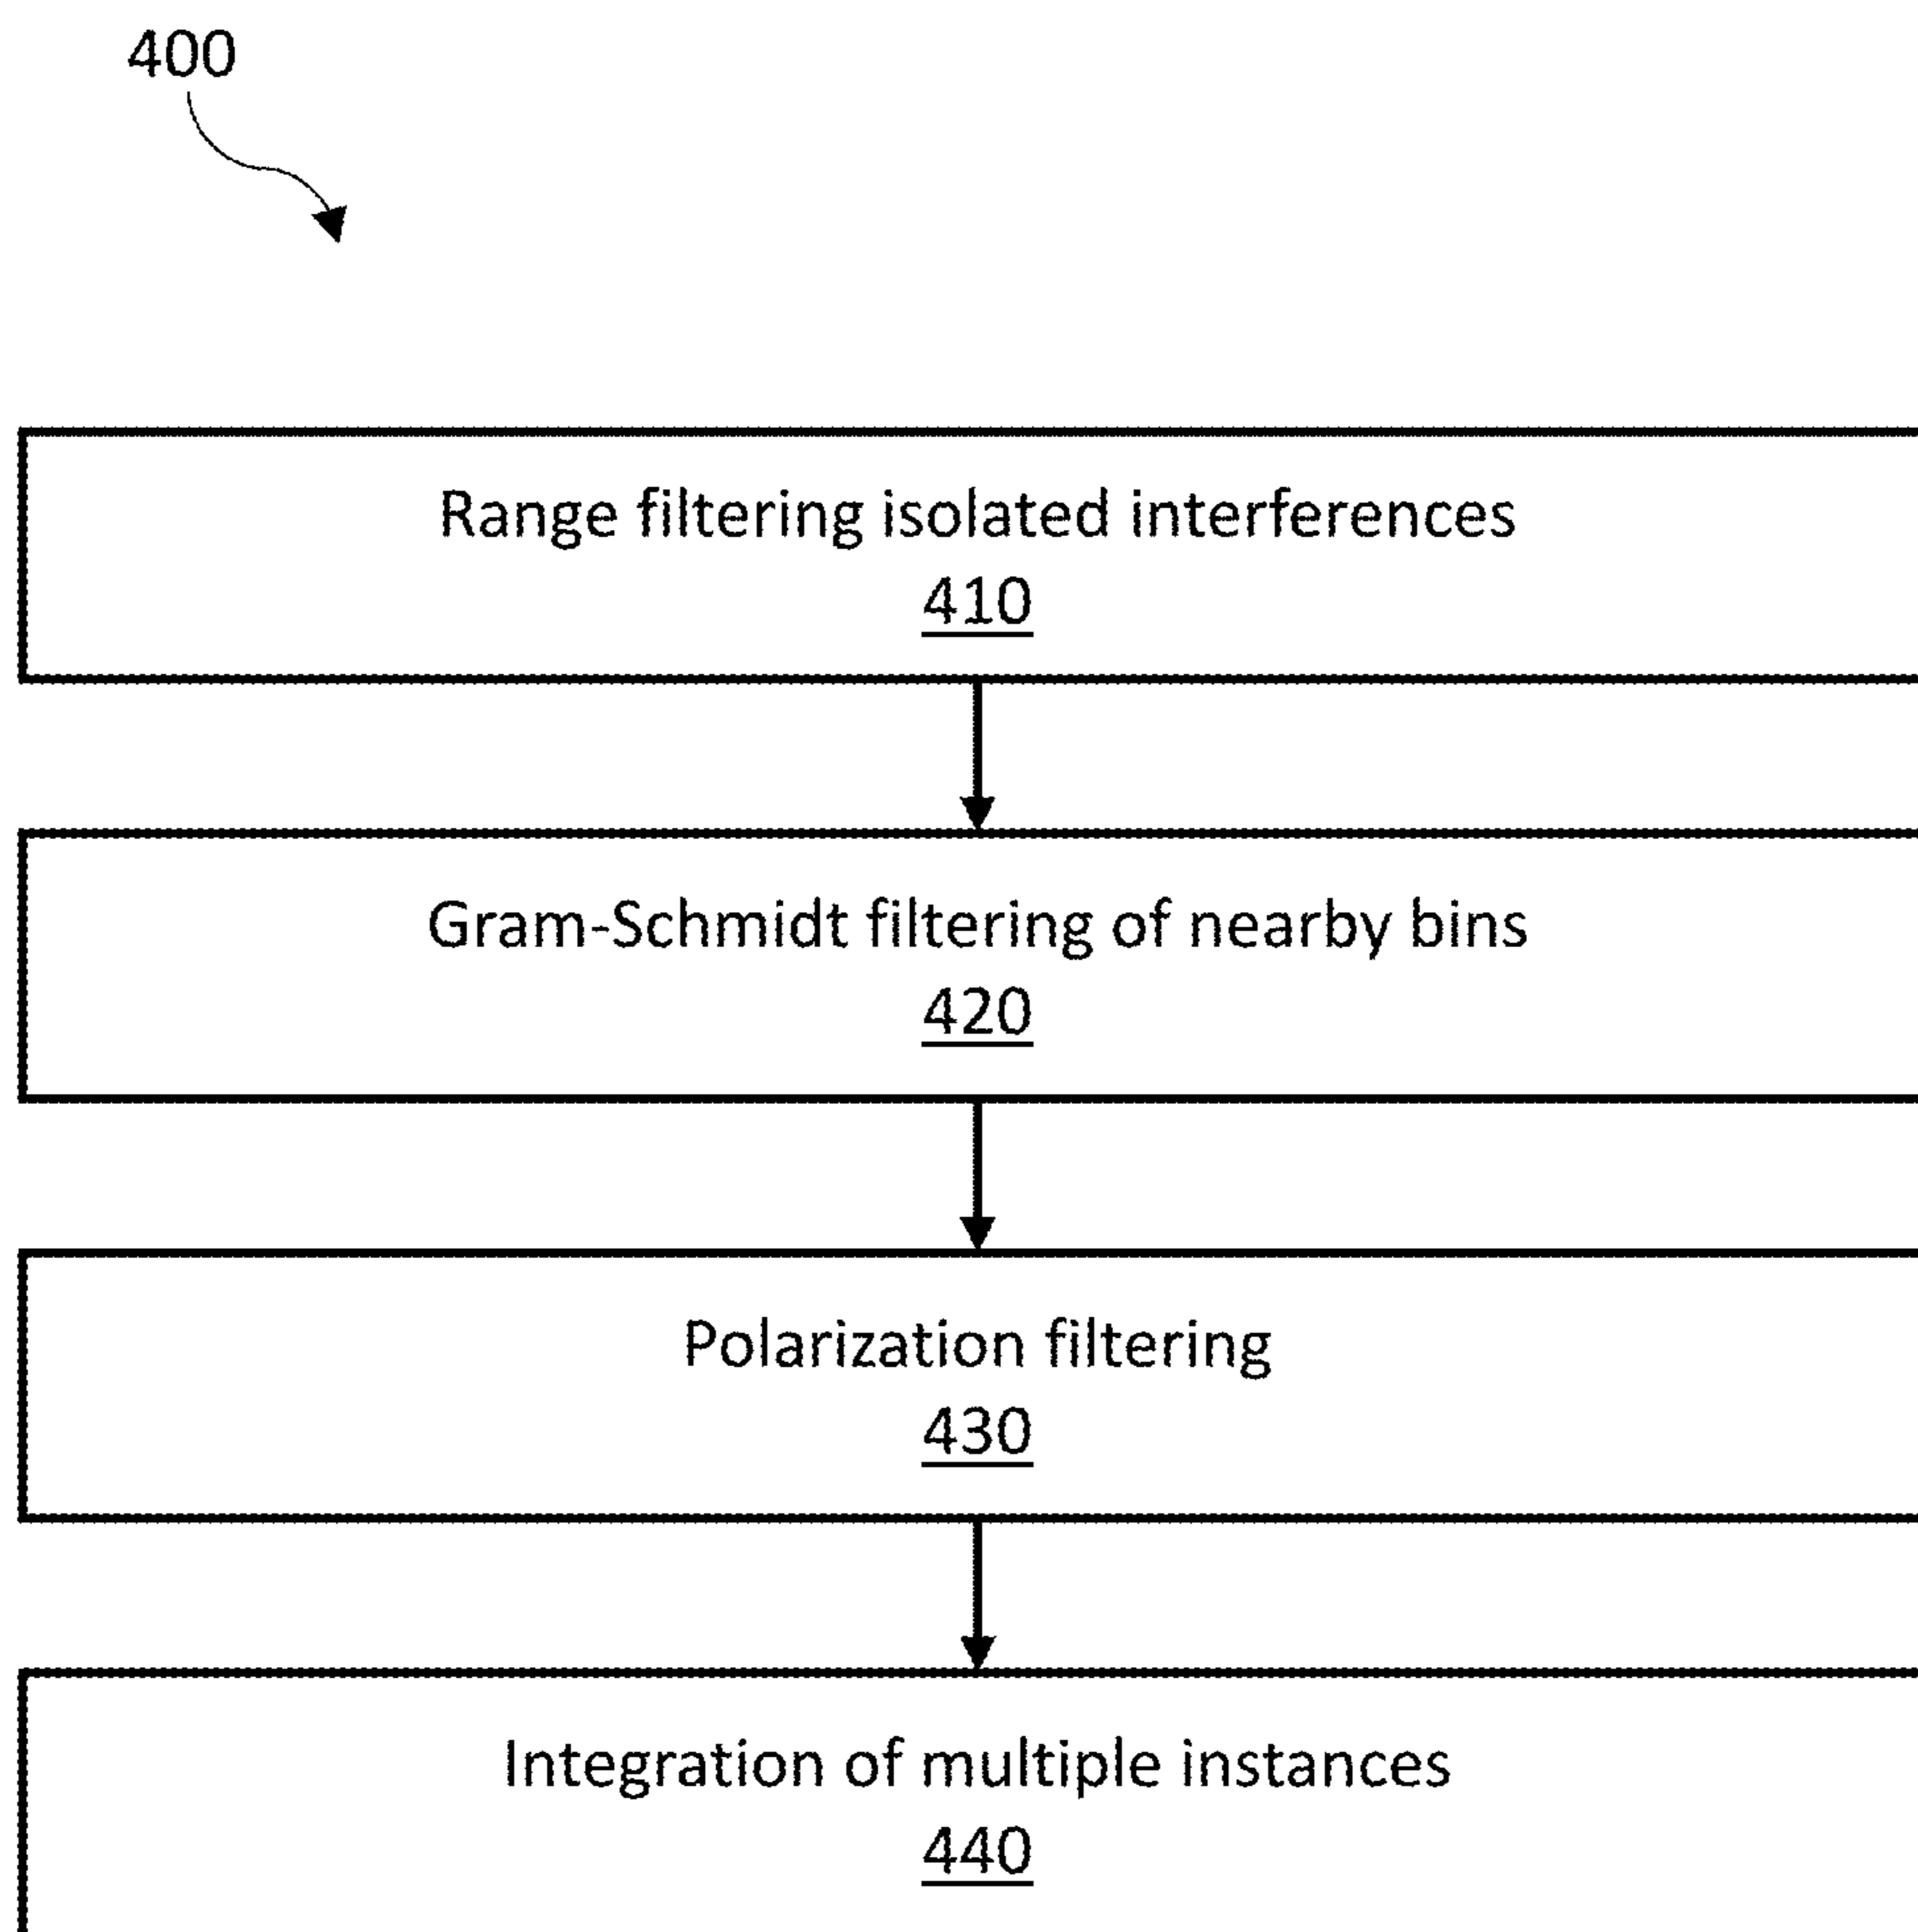 400
Range filtering isolated interferences
410
Gram-Schmidt filtering of nearby bins
420
Polarization filtering
430
Integration of multiple instances
440